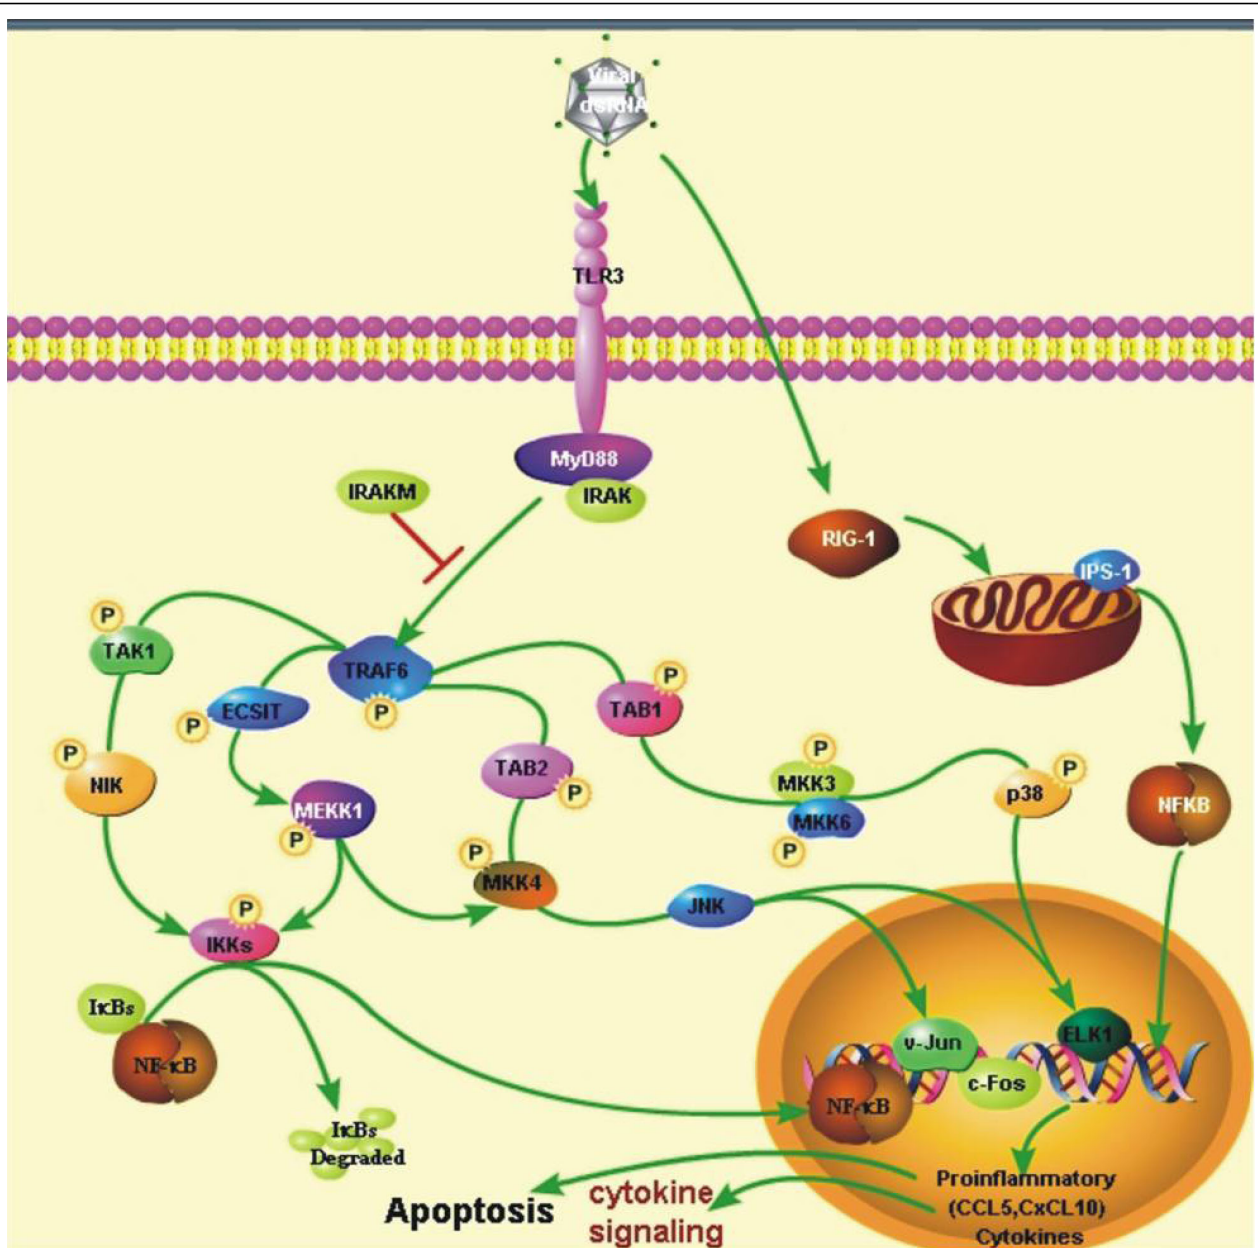 Viral
dsRNA
TLR3
MyD88
IRAK
IRAKM
RIG-1
IPS-1
P
TAK1
TRAF6
P
ECSIT
P
TAB1
P
P
NIK
TAB2
P
P
MKK3
MKK6
P
p38
P
NFKB
MEKK1
P
P
MKK4
JNK
P
IKKs
IκBs
NF-κB
v-Jun
ELK1
c-Fos
NF-κB
IκBs
Degraded
Apoptosis
cytokine
signaling
Proinflammatory
(CCL5,CxCL10)
Cytokines